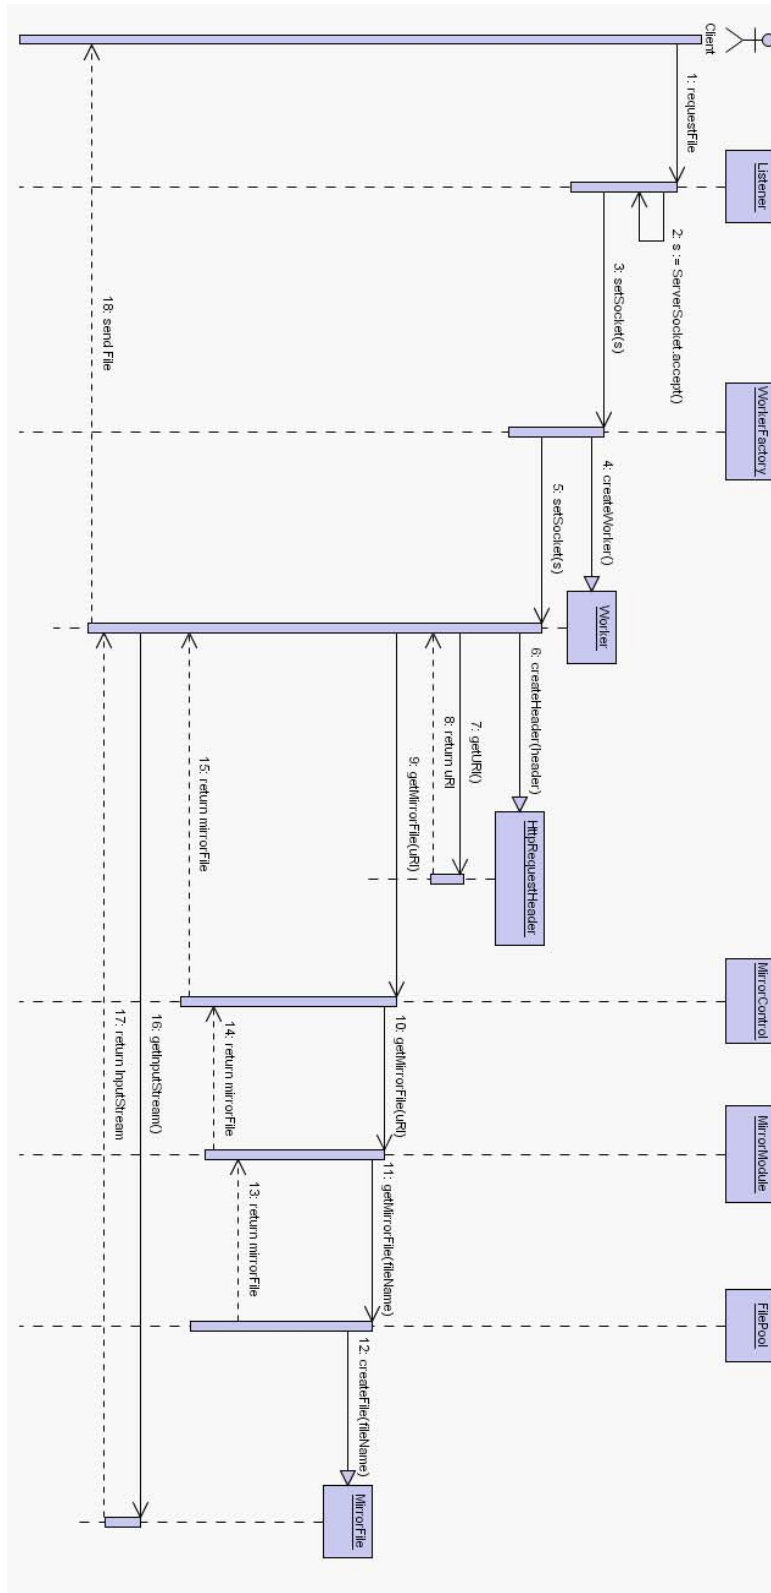 Client
Listener
WorkerFactory
Worker
HttpRequestHeader
MirrorControl
MirrorModule
FilePool
MirrorFile
1: requestFile
2: s := ServerSocket.accept()
3: setSocket(s)
4: createWorker()
5: setSocket(s)
6: createHeader(header)
7: getURI()
8: return uRI
9: getMirrorFile(uRI)
10: getMirrorFile(uRI)
11: getMirrorFile(fileName)
12: createFile(fileName)
13: return mirrorFile
14: return mirrorFile
15: return mirrorFile
16: getInputStream()
17: return InputStream
18: send File